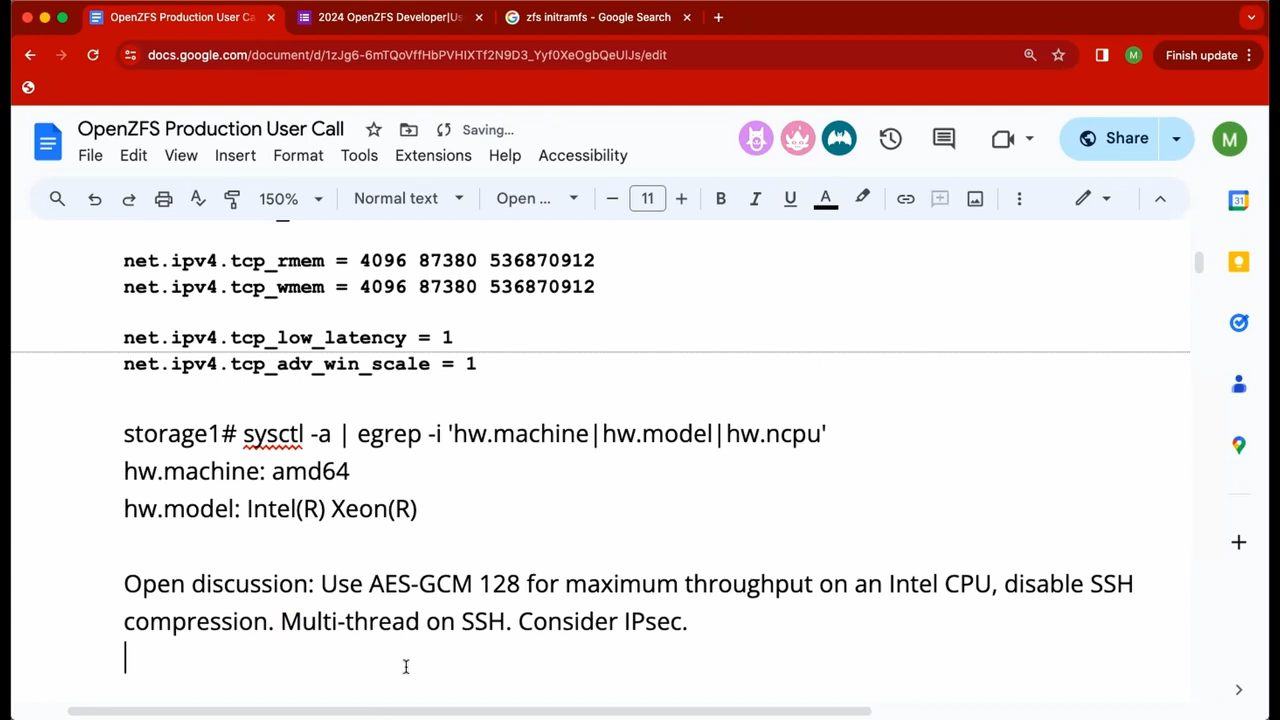 OpenZFS Production User Ca
2024 OpenZFS Developer|Us
zfs initramfs - Google Search
docs.google.com/document/d/1zJg6-6mTQoVffHbPVHIXTf2N9D3_Yyf0XeOgbQeUlJs/edit
M
Finish update
OpenZFS Production User Call
Saving...
Share
M
File Edit View Insert Format Tools Extensions Help Accessibility
150% Normal text Open ... 11 B I U A
31
net.ipv4.tcp_rmem = 4096 87380 536870912
net.ipv4.tcp_wmem = 4096 87380 536870912
net.ipv4.tcp_low_latency = 1
net.ipv4.tcp_adv_win_scale = 1
storage1# sysctl -a | egrep -i 'hw.machine|hw.model|hw.ncpu'
hw.machine: amd64
hw.model: Intel(R) Xeon(R)
Open discussion: Use AES-GCM 128 for maximum throughput on an Intel CPU, disable SSH
compression. Multi-thread on SSH. Consider IPsec.